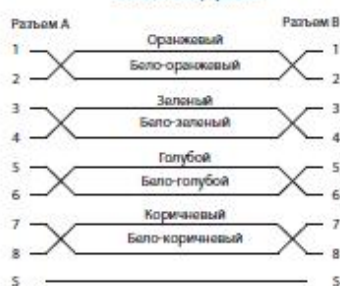 Разъем А Разъем В
Оранжевый
1 1
Бело-оранжевый
2 2
Зеленый
3 3
Бело-зеленый
4 4
Голубой
5 5
Бело-голубой
6 6
Коричневый
7 7
Бело-коричневый
8 8
S S